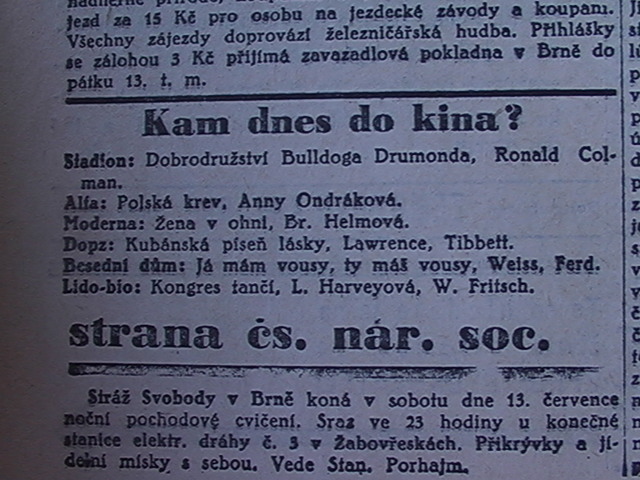 nádherné přírody,
jezd za 15 Kč pro osobu na jezdecké závody a koupam.
Všechny zájezdy doprovází železničářská hudba. Přihlášky
se zálohou 3 Kč přijímá zavazadlová pokladna v Brně do
pátku 13. t. m.
Kam dnes do kina?
Stadion: Dobrodružství Bulldoga Drumonda, Ronald Col-
man.
Alfa: Polská krev, Anny Ondráková.
Moderna: Žena v ohni, Br. Helmová.
Dopz: Kubánská píseň lásky, Lawrence, Tibbett.
Besední dům: Já mám vousy, ty máš vousy, Weiss, Ferd.
Lido-bio: Kongres tančí, L. Harveyová, W. Fritsch.
strana čs. nár. soc.
Stráž Svobody v Brně koná v sobotu dne 13. července
noční pochodové cvičení. Sraz ve 23 hodiny u konečné
stanice elektr. dráhy č. 3 v Žabovřeskách. Přikrývky a jí-
delní misky s sebou. Vede Stan. Porhajm.